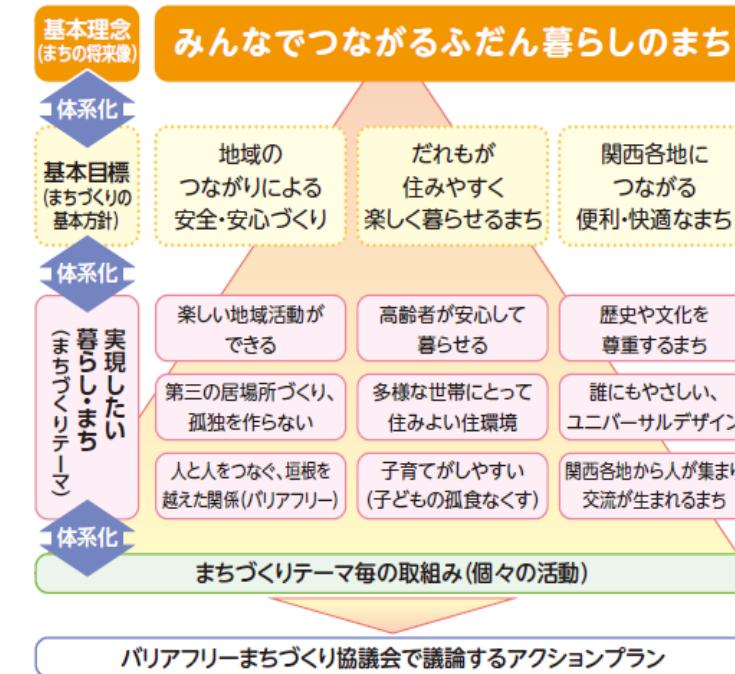 基本理念
(まちの将来像)
みんなでつながるふだん暮らしのまち
体系化
基本目標
(まちづくりの
基本方針)
地域の
つながりによる
安全・安心づくり
だれもが
住みやすく
楽しく暮らせるまち
関西各地に
つながる
便利・快適なまち
体系化
実現したい
暮らし・まち
(まちづくりテーマ)
楽しい地域活動が
できる
高齢者が安心して
暮らせる
歴史や文化を
尊重するまち
第三の居場所づくり、
孤独を作らない
多様な世帯にとって
住みよい住環境
誰にもやさしい、
ユニバーサルデザイン
人と人をつなぐ、垣根を
越えた関係(バリアフリー)
子育てがしやすい
(子どもの孤食なくす)
関西各地から人が集まり
交流が生まれるまち
体系化
まちづくりテーマ毎の取組み(個々の活動)
バリアフリーまちづくり協議会で議論するアクションプラン